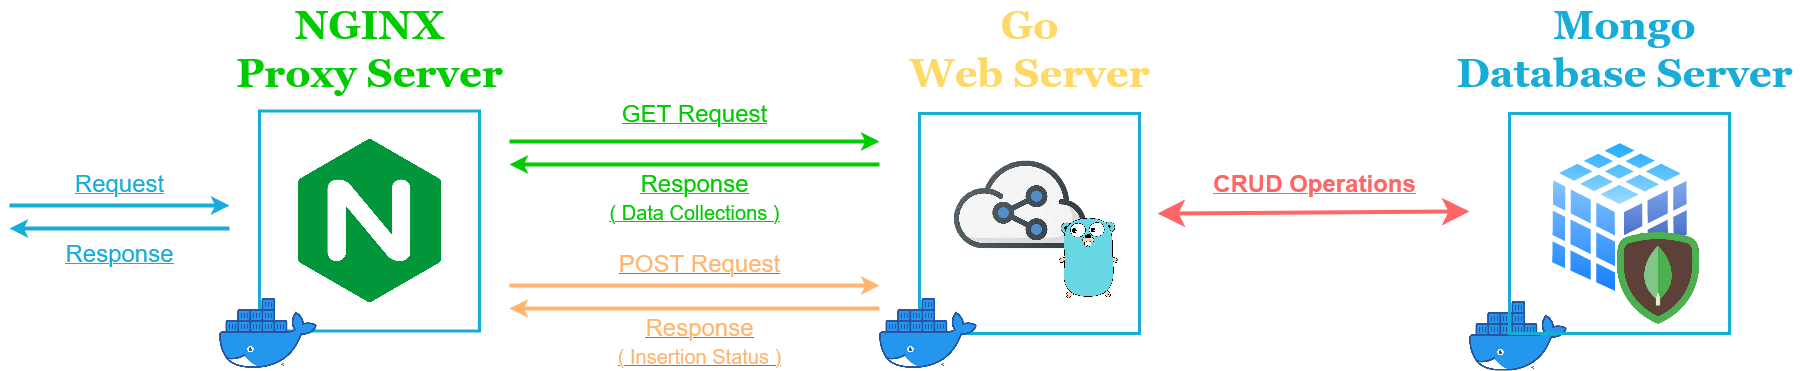 NGINX
Proxy Server
Go
Web Server
Mongo
Database Server
Request
Response
GET Request
Response
( Data Collections )
POST Request
Response
( Insertion Status )
CRUD Operations